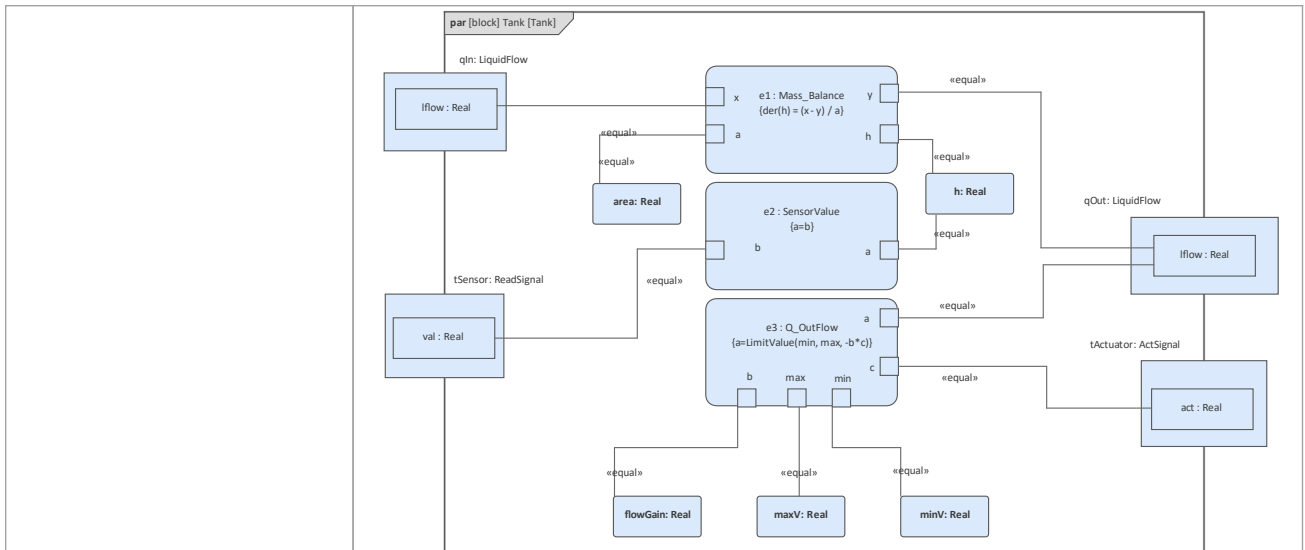 par [block] Tank [Tank]
qIn: LiquidFlow
lflow : Real
«equal»
x
e1 : Mass_Balance
y
{der(h) = (x - y) / a}
«equal»
a
h
«equal»
«equal»
area: Real
h: Real
e2 : SensorValue
{a=b}
qOut: LiquidFlow
«equal»
b
a
lflow : Real
tSensor: ReadSignal
«equal»
val : Real
«equal»
a
e3 : Q_OutFlow
{a=LimitValue(min, max, -b*c)}
tActuator: ActSignal
c
«equal»
b
max
min
act : Real
«equal»
«equal»
«equal»
flowGain: Real
maxV: Real
minV: Real